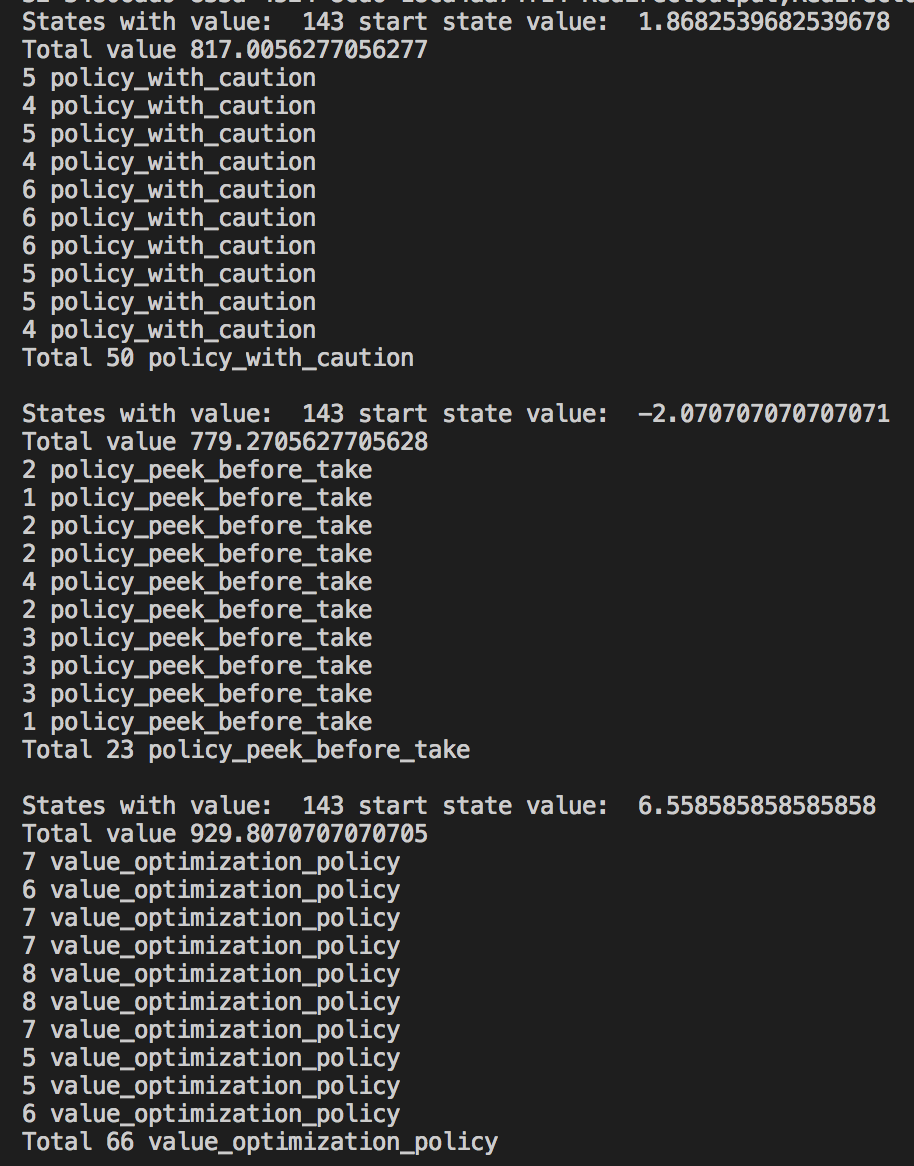 States with value:  143 start state value:  1.8682539682539678
Total value 817.0056277056277
5 policy_with_caution
4 policy_with_caution
5 policy_with_caution
4 policy_with_caution
6 policy_with_caution
6 policy_with_caution
6 policy_with_caution
5 policy_with_caution
5 policy_with_caution
4 policy_with_caution
Total 50 policy_with_caution
States with value:  143 start state value:  -2.070707070707071
Total value 779.2705627705628
2 policy_peek_before_take
1 policy_peek_before_take
2 policy_peek_before_take
2 policy_peek_before_take
4 policy_peek_before_take
2 policy_peek_before_take
3 policy_peek_before_take
3 policy_peek_before_take
3 policy_peek_before_take
1 policy_peek_before_take
Total 23 policy_peek_before_take
States with value:  143 start state value:  6.558585858585858
Total value 929.8070707070705
7 value_optimization_policy
6 value_optimization_policy
7 value_optimization_policy
7 value_optimization_policy
8 value_optimization_policy
8 value_optimization_policy
7 value_optimization_policy
5 value_optimization_policy
5 value_optimization_policy
6 value_optimization_policy
Total 66 value_optimization_policy